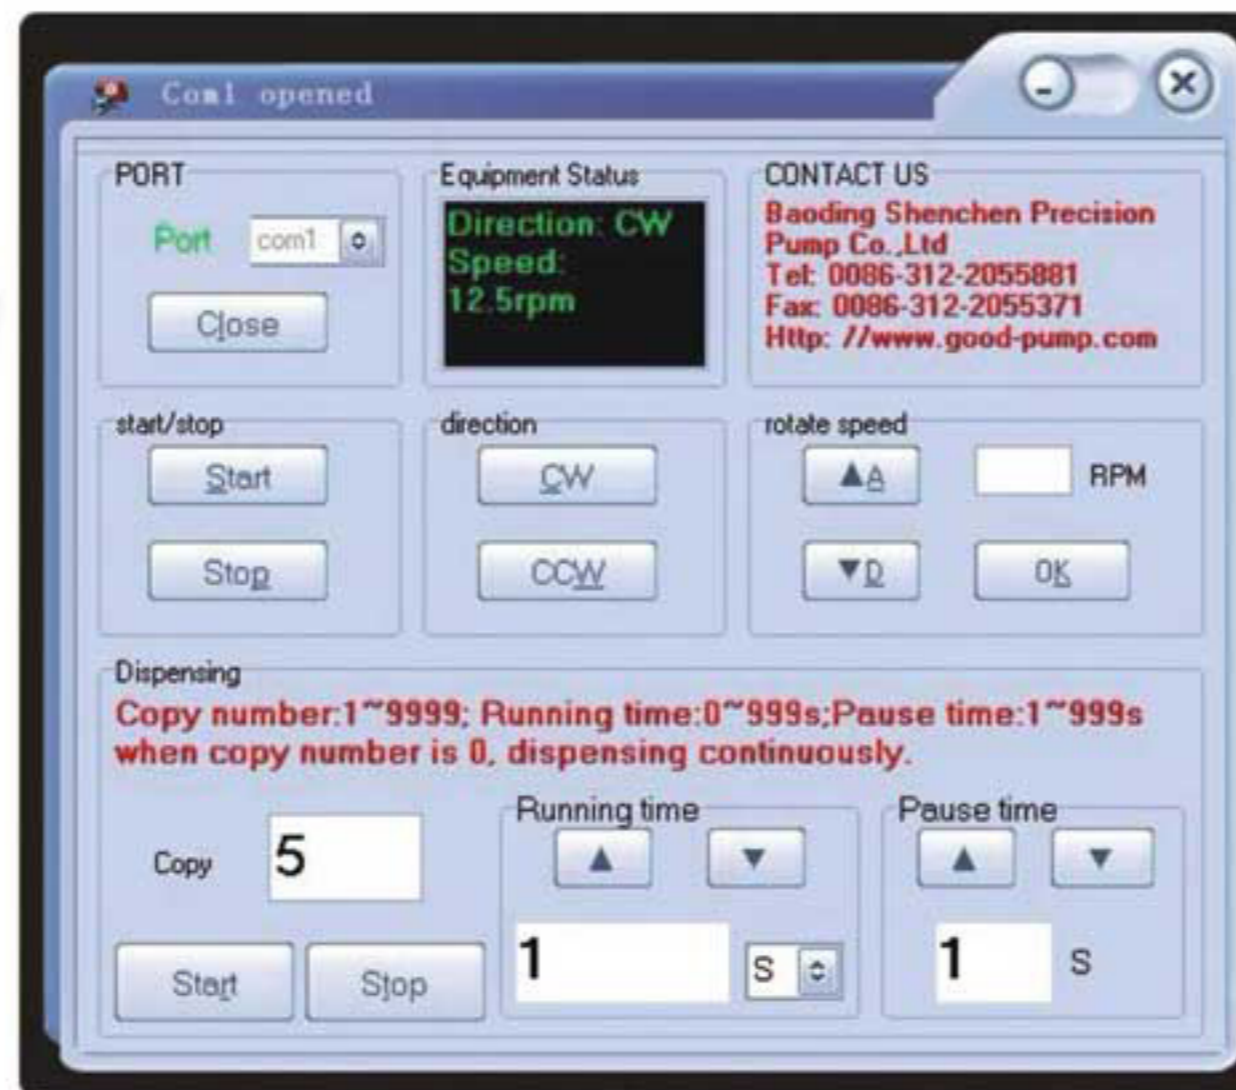 Com1 opened
PORT
Port com1
Close
Equipment Status
Direction: CW
Speed:
12.5rpm
CONTACT US
Baoding Shenchen Precision
Pump Co.,Ltd
Tel: 0086-312-2055881
Fax: 0086-312-2055371
Http: //www.good-pump.com
start/stop
Start
Stop
direction
CW
CCW
rotate speed
▲A RPM
▼D OK
Dispensing
Copy number:1~9999; Running time:0~999s;Pause time:1~999s
when copy number is 0, dispensing continuously.
Copy 5
Start Stop
Running time
▲ ▼
1 S
Pause time
▲ ▼
1 S